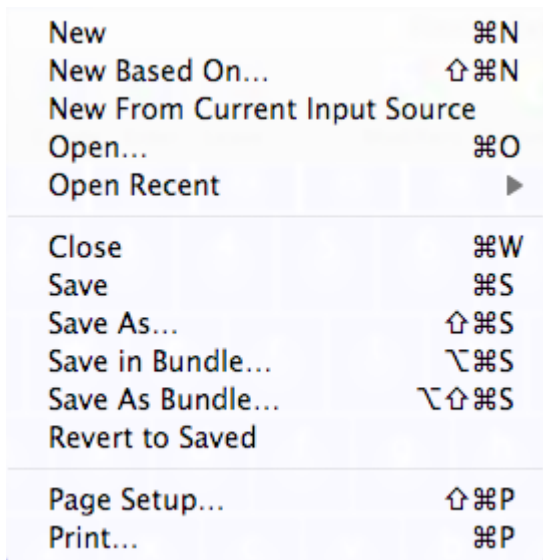 New ⌘N
New Based On... ⇧⌘N
New From Current Input Source
Open... ⌘O
Open Recent ▶
Close ⌘W
Save ⌘S
Save As... ⇧⌘S
Save in Bundle... ⌥⌘S
Save As Bundle... ⌥⇧⌘S
Revert to Saved
Page Setup... ⇧⌘P
Print... ⌘P